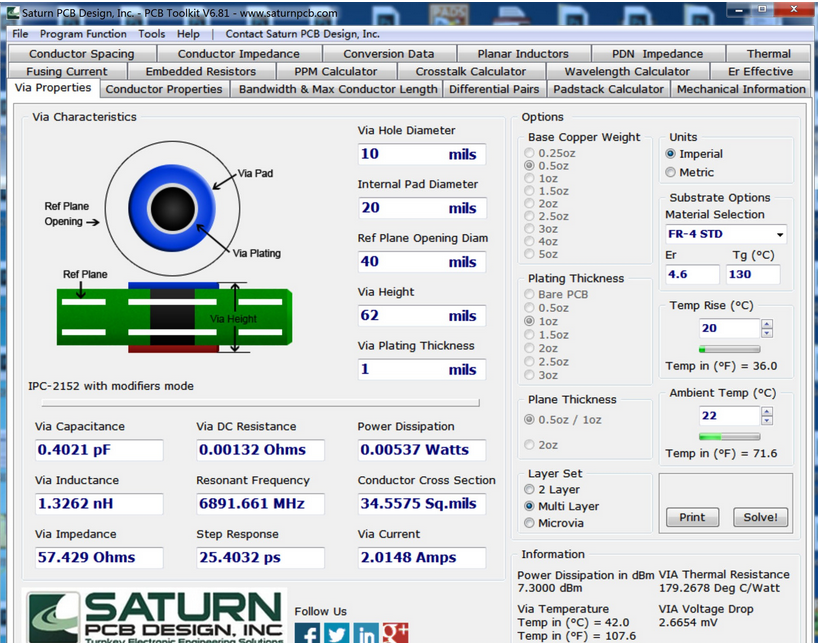 Saturn PCB Design, Inc. - PCB Toolkit V6.81 - www.saturnpcb.com
File Program Function Tools Help | Contact Saturn PCB Design, Inc.
Conductor Spacing Conductor Impedance Conversion Data Planar Inductors PDN Impedance Thermal
Fusing Current Embedded Resistors PPM Calculator Crosstalk Calculator Wavelength Calculator Er Effective
Via Properties Conductor Properties Bandwidth & Max Conductor Length Differential Pairs Padstack Calculator Mechanical Information
Via Characteristics
Via Pad
Ref Plane
Opening
Via Plating
Ref Plane
Via Height
Via Hole Diameter
10 mils
Internal Pad Diameter
20 mils
Ref Plane Opening Diam
40 mils
Via Height
62 mils
Via Plating Thickness
1 mils
IPC-2152 with modifiers mode
Via Capacitance Via DC Resistance Power Dissipation
0.4021 pF 0.00132 Ohms 0.00537 Watts
Via Inductance Resonant Frequency Conductor Cross Section
1.3262 nH 6891.661 MHz 34.5575 Sq.mils
Via Impedance Step Response Via Current
57.429 Ohms 25.4032 ps 2.0148 Amps
Options
Base Copper Weight
0.25oz
0.5oz
1oz
1.5oz
2oz
2.5oz
3oz
4oz
5oz
Plating Thickness
Bare PCB
0.5oz
1oz
1.5oz
2oz
2.5oz
3oz
Plane Thickness
0.5oz / 1oz
2oz
Layer Set
2 Layer
Multi Layer
Microvia
Units
Imperial
Metric
Substrate Options
Material Selection
FR-4 STD
Er Tg (°C)
4.6 130
Temp Rise (°C)
20
Temp in (°F) = 36.0
Ambient Temp (°C)
22
Temp in (°F) = 71.6
Print Solve!
Information
Power Dissipation in dBm VIA Thermal Resistance
7.3000 dBm 179.2678 Deg C/Watt
Via Temperature VIA Voltage Drop
Temp in (°C) = 42.0 2.6654 mV
Temp in (°F) = 107.6
SATURN
PCB DESIGN, INC
Turnkey Electronic Engineering Solutions
Follow Us
f in g+